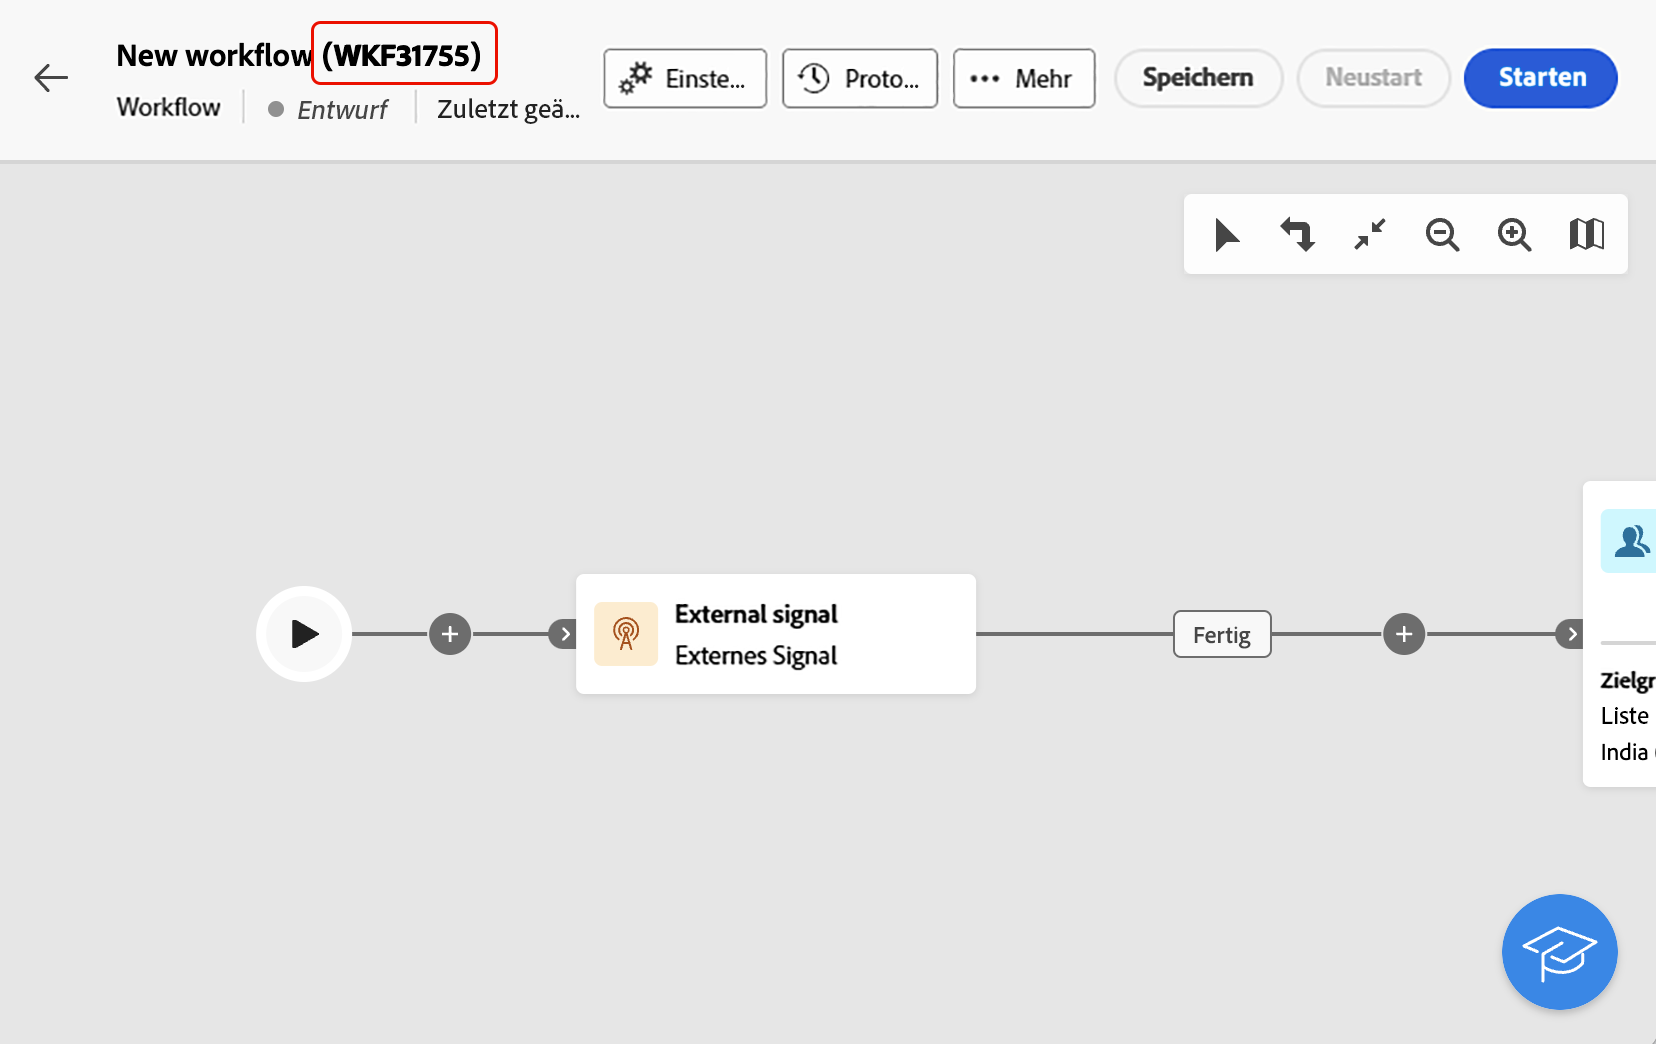 New workflow (WKF31755)
Workflow
Entwurf
Zuletzt geä...
Einste...
Proto...
Mehr
Speichern
Neustart
Starten
External signal
Externes Signal
Fertig
Zielgr
Liste
India